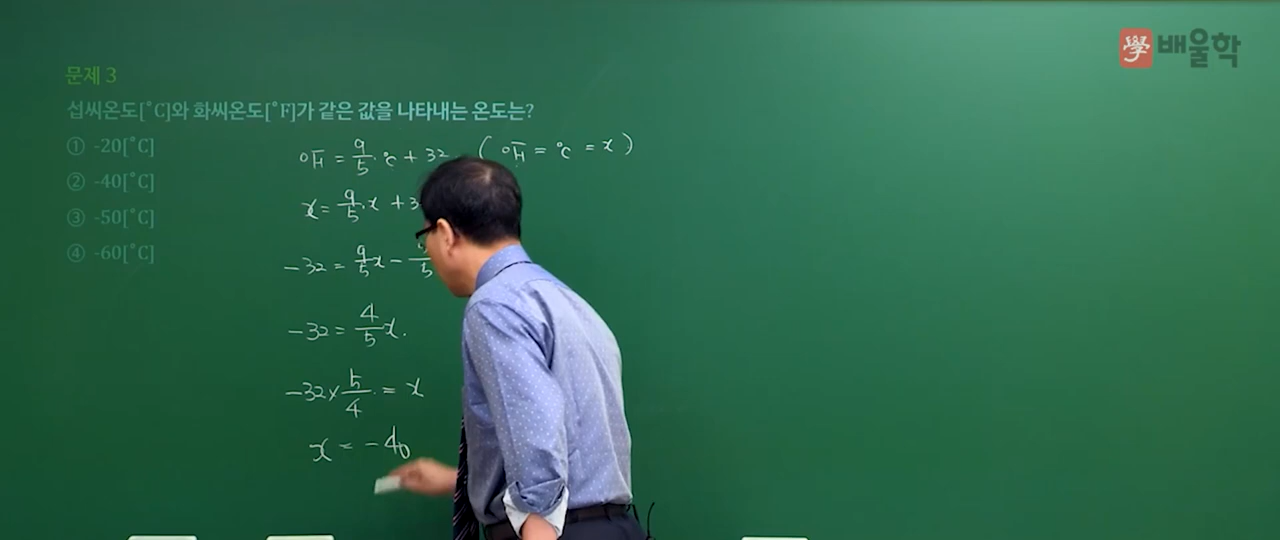 學 배울학
문제 3
섭씨온도[°C]와 화씨온도[°F]가 같은 값을 나타내는 온도는?
① -20[°C]
② -40[°C]
③ -50[°C]
④ -60[°C]
°F = 9/5 · °C + 32 ( °F = °C = x )
x = 9/5 · x + 3
-32 = 9/5 x -
-32 = 4/5 x.
-32 × 5/4 = x
x = -40